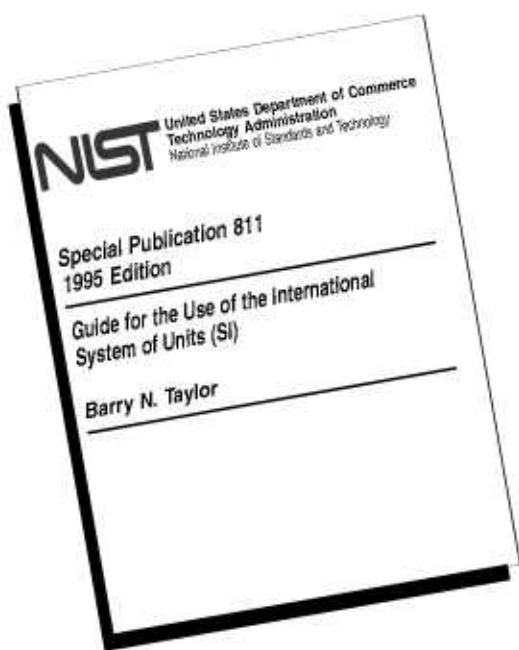 NIST
United States Department of Commerce
Technology Administration
National Institute of Standards and Technology
Special Publication 811
1995 Edition
Guide for the Use of the International
System of Units (SI)
Barry N. Taylor